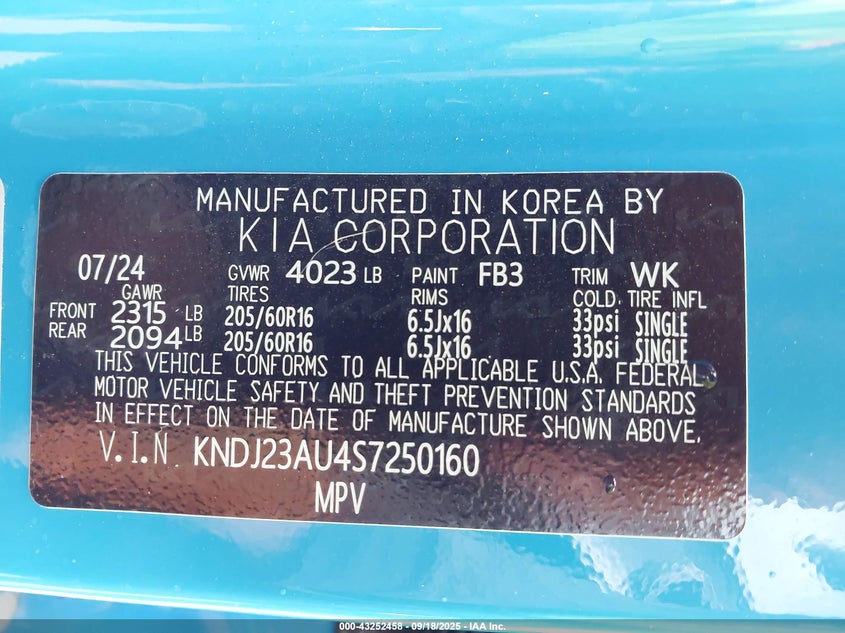 MANUFACTURED IN KOREA BY
KIA CORPORATION
07/24 GVWR 4023 LB PAINT FB3 TRIM WK
GAWR TIRES RIMS COLD TIRE INFL
FRONT 2315 LB 205/60R16 6.5Jx16 33psi SINGLE
REAR 2094 LB 205/60R16 6.5Jx16 33psi SINGLE
THIS VEHICLE CONFORMS TO ALL APPLICABLE U.S.A. FEDERAL
MOTOR VEHICLE SAFETY AND THEFT PREVENTION STANDARDS
IN EFFECT ON THE DATE OF MANUFACTURE SHOWN ABOVE.
V.I.N KNDJ23AU4S7250160
MPV
000-43252458 - 09/18/2025 - IAA Inc.